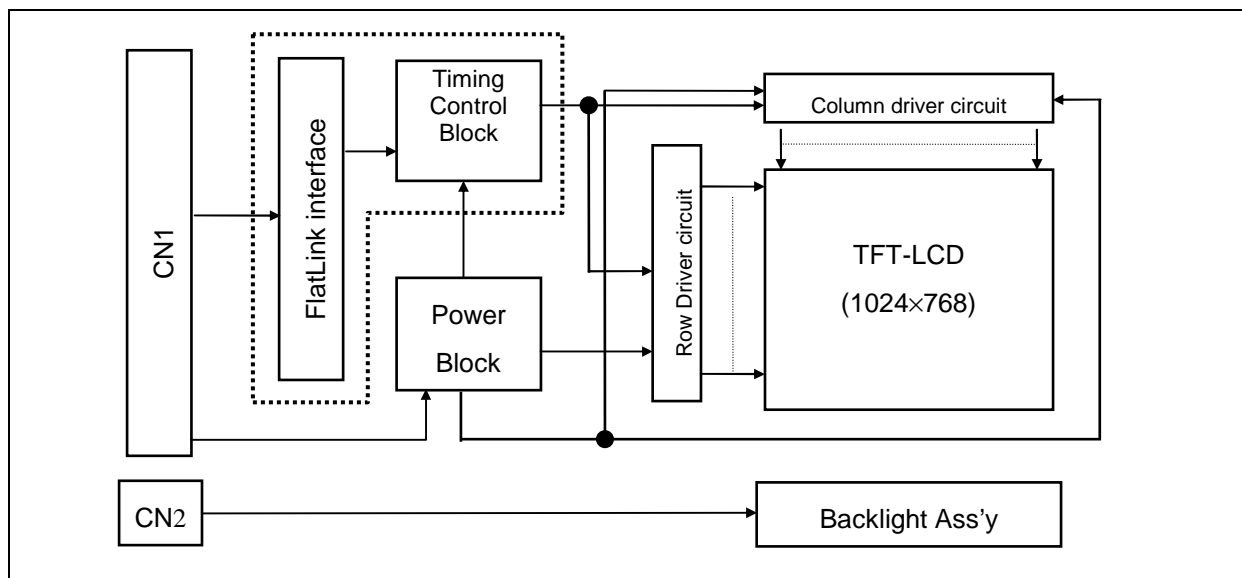 CN1
FlatLink interface
Timing
Control
Block
Power
Block
Row Driver circuit
Column driver circuit
TFT-LCD
(1024×768)
CN2
Backlight Ass'y